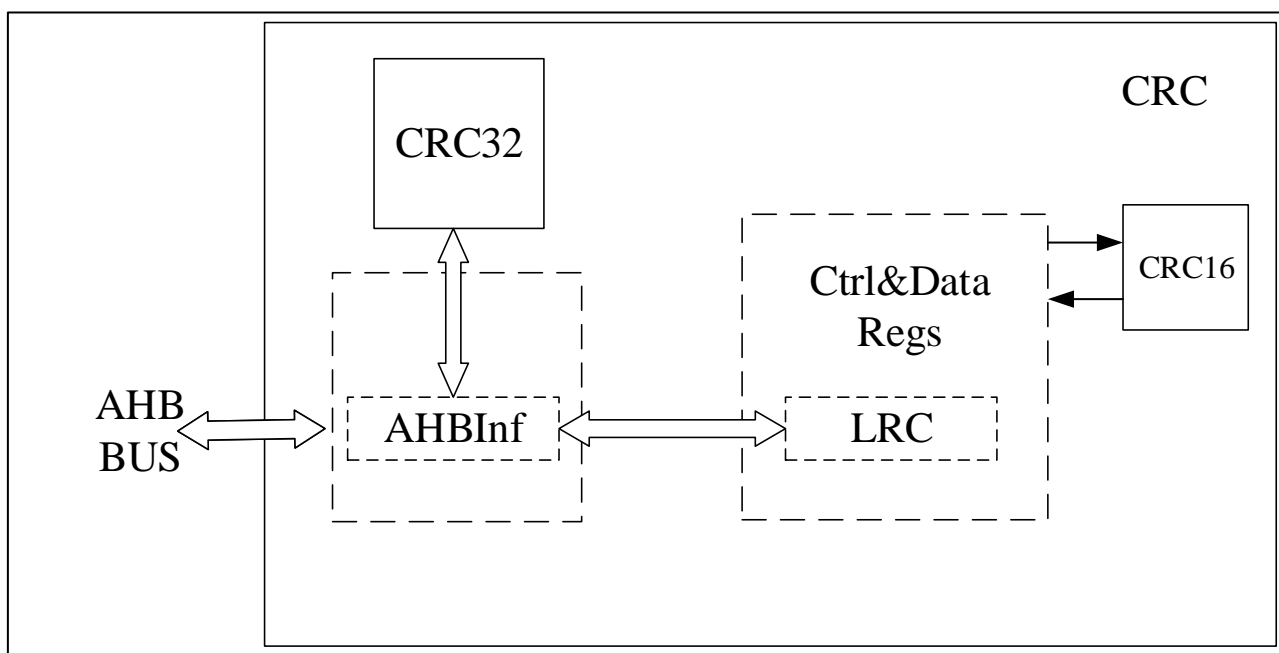 CRC
CRC32
Ctrl&Data
Regs
CRC16
AHB
BUS
AHBInf
LRC